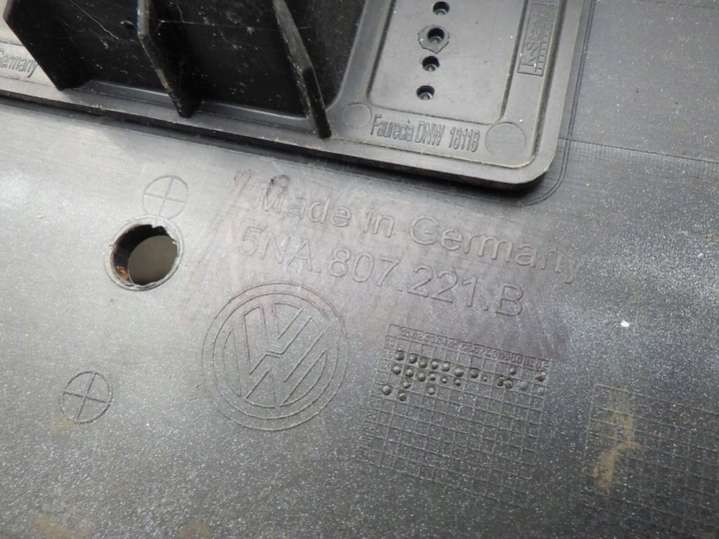 Germany
Faurecia DNW 18118
Made in Germany
5NA.807.221.B